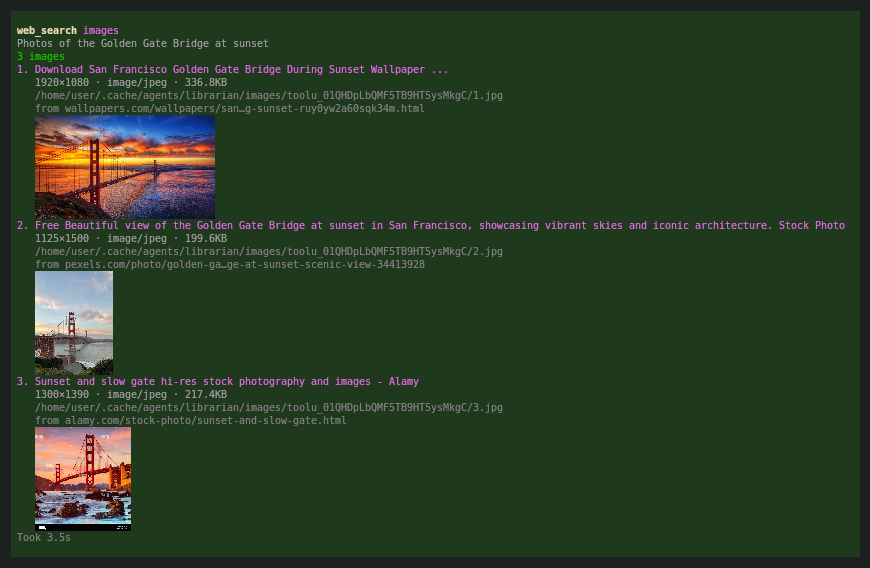 web_search images
Photos of the Golden Gate Bridge at sunset
3 images
1. Download San Francisco Golden Gate Bridge During Sunset Wallpaper ...
1920×1080 · image/jpeg · 336.8KB
/home/user/.cache/agents/librarian/images/toolu_01QHDpLbQMF5TB9HT5ysMkgC/1.jpg
from wallpapers.com/wallpapers/san…g-sunset-ruy0yw2a60sqk34m.html
2. Free Beautiful view of the Golden Gate Bridge at sunset in San Francisco, showcasing vibrant skies and iconic architecture. Stock Photo
1125×1500 · image/jpeg · 199.6KB
/home/user/.cache/agents/librarian/images/toolu_01QHDpLbQMF5TB9HT5ysMkgC/2.jpg
from pexels.com/photo/golden-ga…ge-at-sunset-scenic-view-34413928
3. Sunset and slow gate hi-res stock photography and images - Alamy
1300×1390 · image/jpeg · 217.4KB
/home/user/.cache/agents/librarian/images/toolu_01QHDpLbQMF5TB9HT5ysMkgC/3.jpg
from alamy.com/stock-photo/sunset-and-slow-gate.html
Took 3.5s